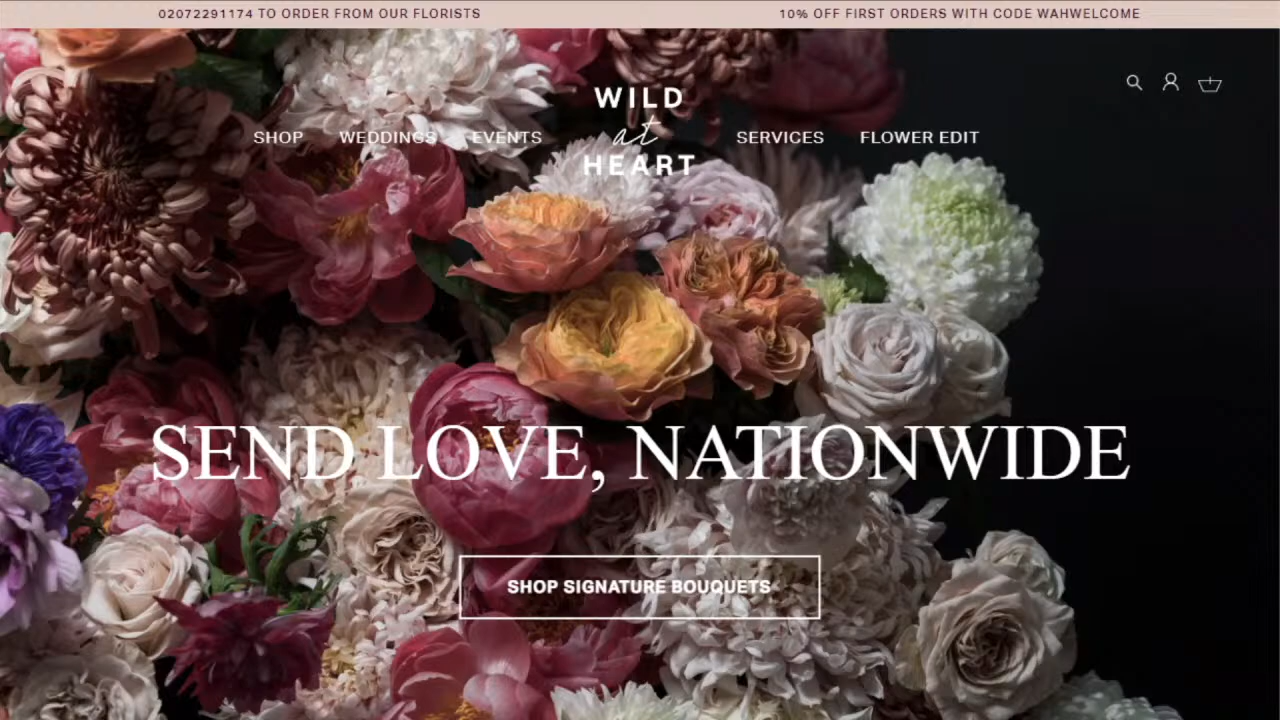 02072291174 TO ORDER FROM OUR FLORISTS
10% OFF FIRST ORDERS WITH CODE WAHWELCOME
WILD
at
HEART
SHOP WEDDINGS EVENTS SERVICES FLOWER EDIT
SEND LOVE, NATIONWIDE
SHOP SIGNATURE BOUQUETS